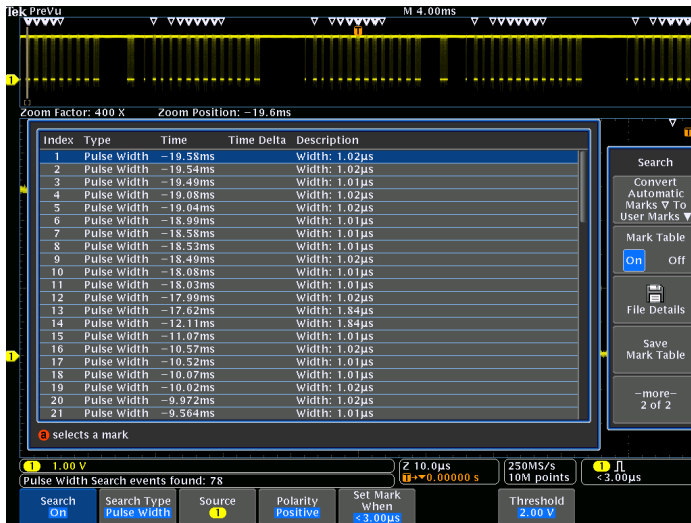 Tek PreVu M 4.00ms
T
1
Zoom Factor: 400 X Zoom Position: −19.6ms
Index Type Time Time Delta Description
1 Pulse Width −19.58ms Width: 1.02µs
2 Pulse Width −19.54ms Width: 1.02µs
3 Pulse Width −19.49ms Width: 1.01µs
4 Pulse Width −19.08ms Width: 1.02µs
5 Pulse Width −19.04ms Width: 1.02µs
6 Pulse Width −18.99ms Width: 1.01µs
7 Pulse Width −18.58ms Width: 1.01µs
8 Pulse Width −18.53ms Width: 1.01µs
9 Pulse Width −18.49ms Width: 1.02µs
10 Pulse Width −18.08ms Width: 1.01µs
11 Pulse Width −18.03ms Width: 1.01µs
12 Pulse Width −17.99ms Width: 1.02µs
13 Pulse Width −17.62ms Width: 1.84µs
14 Pulse Width −12.11ms Width: 1.84µs
15 Pulse Width −11.07ms Width: 1.01µs
16 Pulse Width −10.57ms Width: 1.02µs
17 Pulse Width −10.52ms Width: 1.01µs
18 Pulse Width −10.07ms Width: 1.01µs
19 Pulse Width −10.02ms Width: 1.02µs
20 Pulse Width −9.972ms Width: 1.02µs
21 Pulse Width −9.564ms Width: 1.01µs
a selects a mark
T
Search
Convert
Automatic
Marks ▽ To
User Marks ▼
Mark Table
On Off
File Details
Save
Mark Table
−more−
2 of 2
1
1 1.00 V
Z 10.0µs
T→▼0.00000 s
250MS/s
10M points
1
<3.00µs
Pulse Width Search events found: 78
Search
On
Search Type
Pulse Width
Source
1
Polarity
Positive
Set Mark
When
<3.00µs
Threshold
2.00 V